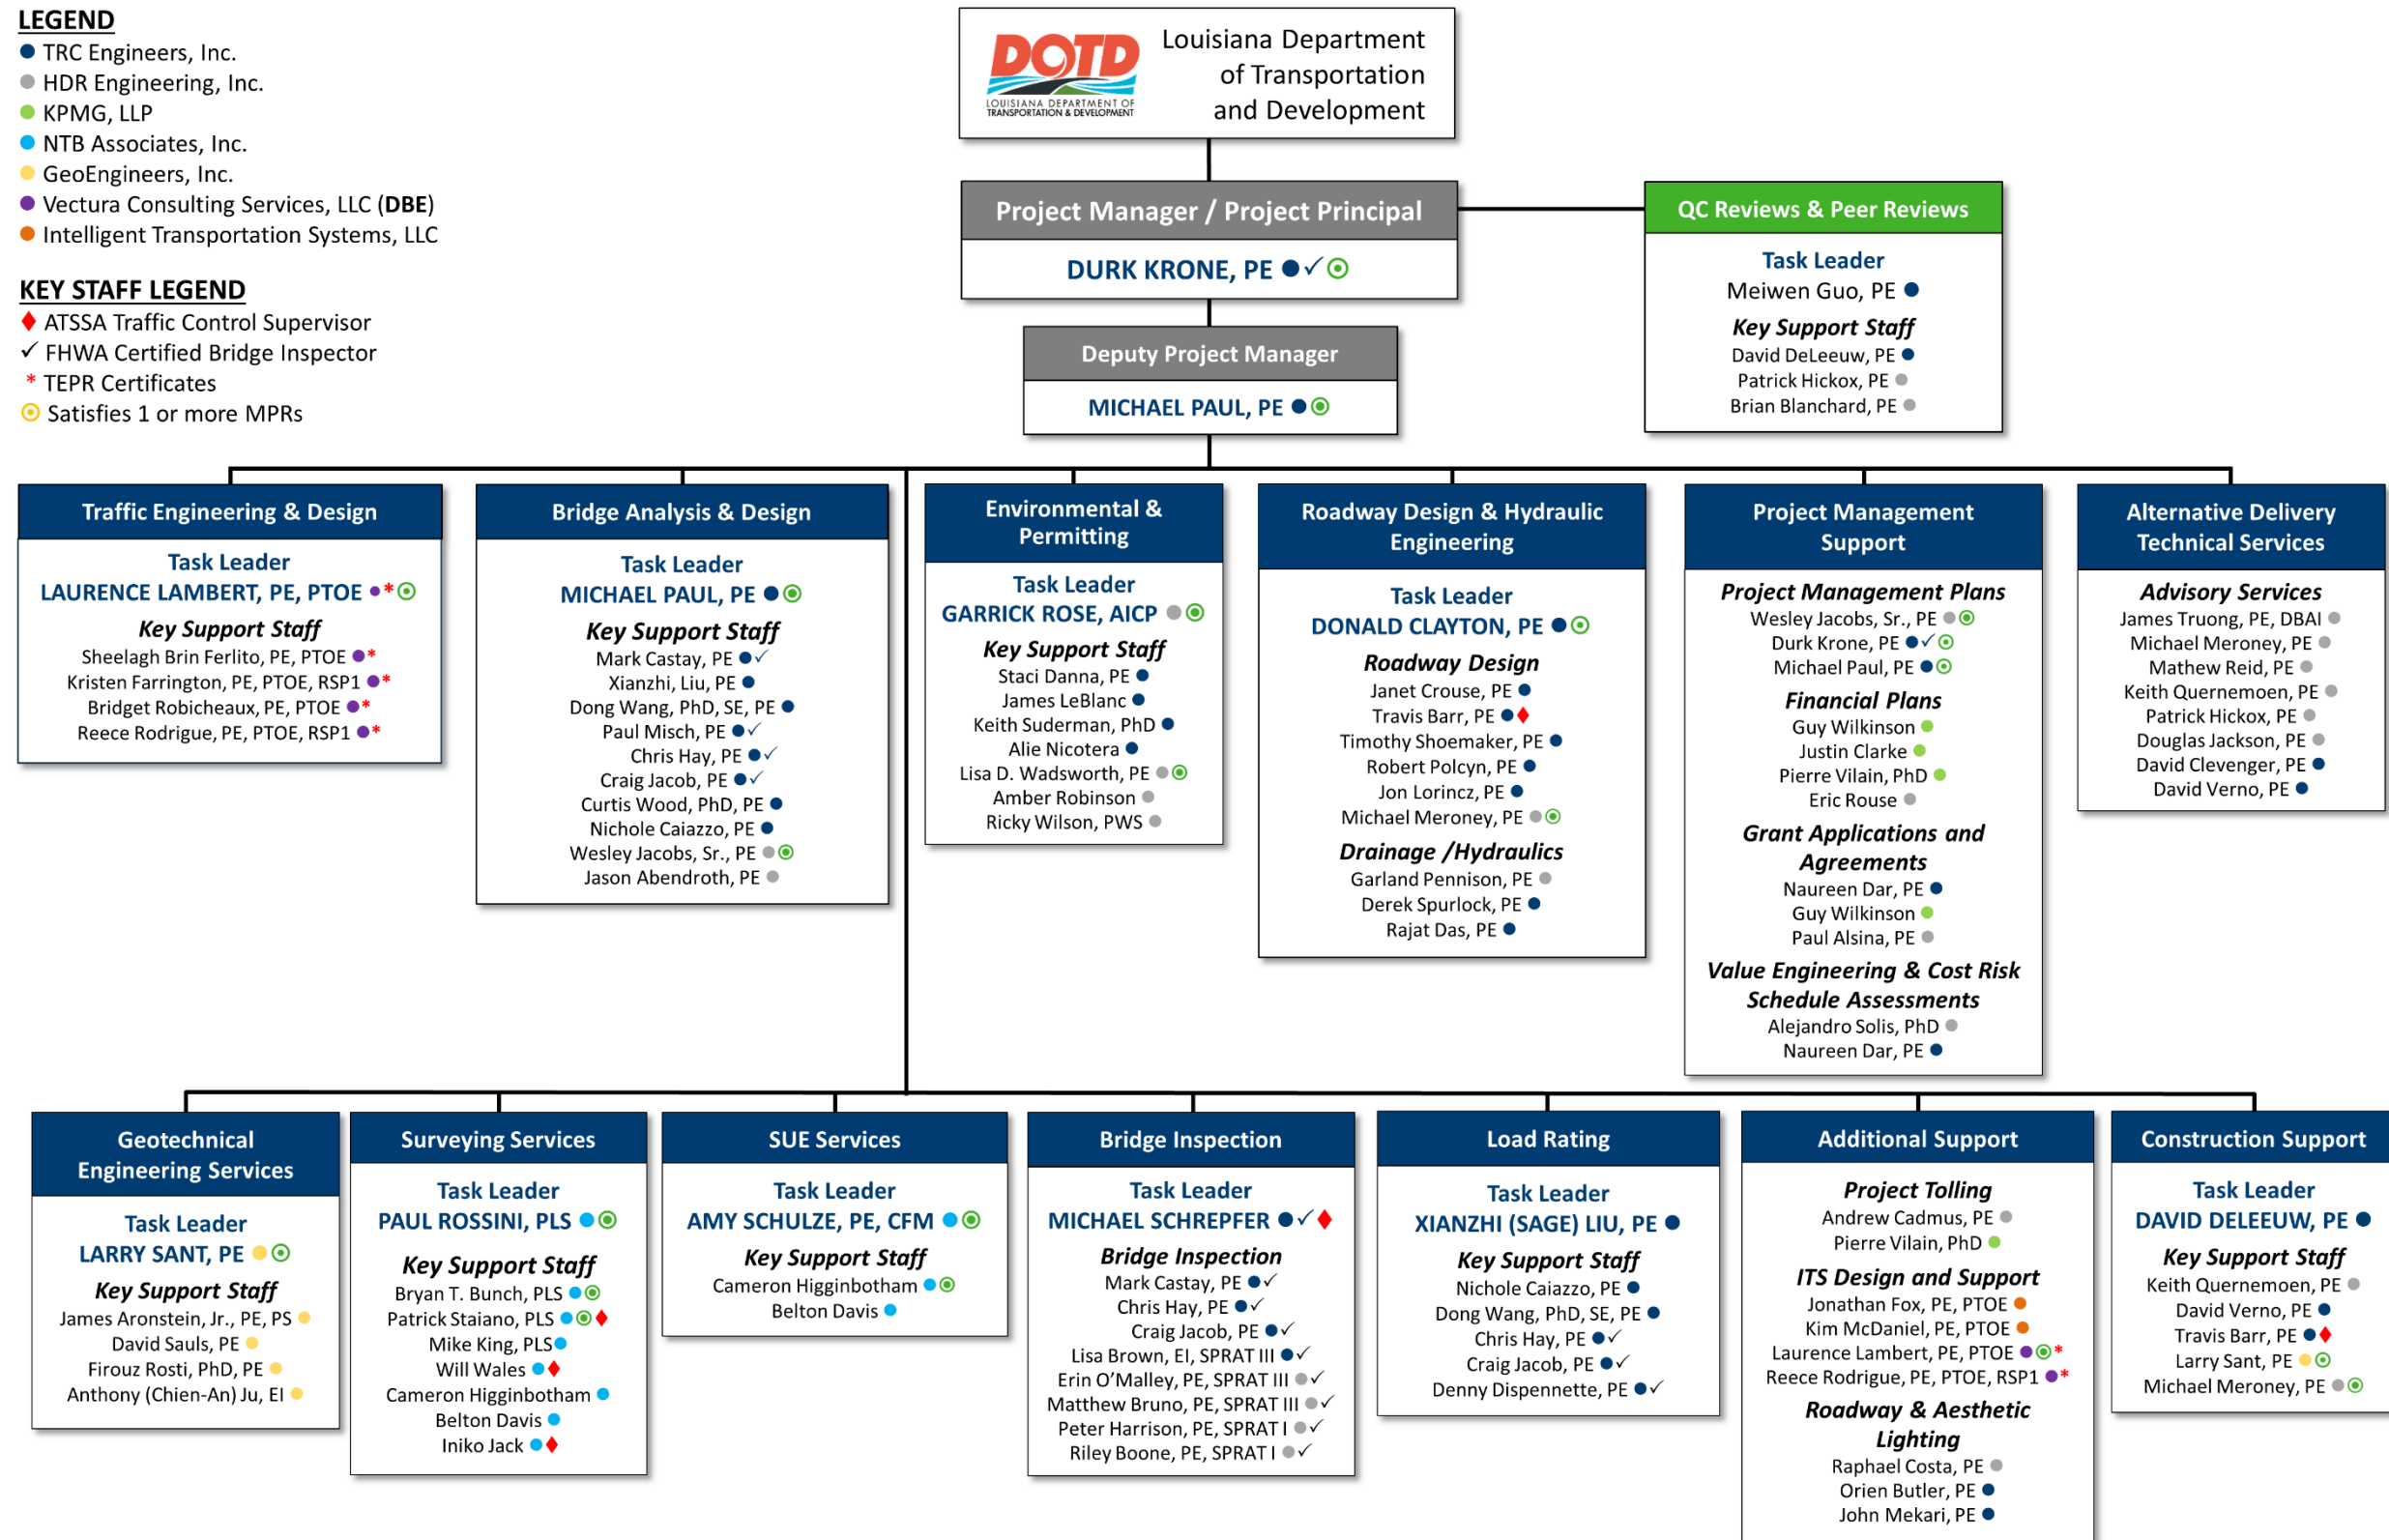 LEGEND
TRC Engineers, Inc.
HDR Engineering, Inc.
KPMG, LLP
NTB Associates, Inc.
GeoEngineers, Inc.
Vectura Consulting Services, LLC (DBE)
Intelligent Transportation Systems, LLC
KEY STAFF LEGEND
ATSSA Traffic Control Supervisor
✓ FHWA Certified Bridge Inspector
* TEPR Certificates
Satisfies 1 or more MPRs
DOTD
LOUISIANA DEPARTMENT OF
TRANSPORTATION & DEVELOPMENT
Louisiana Department
of Transportation
and Development
Project Manager / Project Principal
DURK KRONE, PE ✓
QC Reviews & Peer Reviews
Task Leader
Meiwen Guo, PE
Key Support Staff
David DeLeeuw, PE
Patrick Hickox, PE
Brian Blanchard, PE
Deputy Project Manager
MICHAEL PAUL, PE
Traffic Engineering & Design
Task Leader
LAURENCE LAMBERT, PE, PTOE *
Key Support Staff
Sheelagh Brin Ferlito, PE, PTOE *
Kristen Farrington, PE, PTOE, RSP1 *
Bridget Robicheaux, PE, PTOE *
Reece Rodrigue, PE, PTOE, RSP1 *
Bridge Analysis & Design
Task Leader
MICHAEL PAUL, PE
Key Support Staff
Mark Castay, PE ✓
Xianzhi, Liu, PE
Dong Wang, PhD, SE, PE
Paul Misch, PE ✓
Chris Hay, PE ✓
Craig Jacob, PE ✓
Curtis Wood, PhD, PE
Nichole Caiazzo, PE
Wesley Jacobs, Sr., PE
Jason Abendroth, PE
Environmental &
Permitting
Task Leader
GARRICK ROSE, AICP
Key Support Staff
Staci Danna, PE
James LeBlanc
Keith Suderman, PhD
Alie Nicotera
Lisa D. Wadsworth, PE
Amber Robinson
Ricky Wilson, PWS
Roadway Design & Hydraulic
Engineering
Task Leader
DONALD CLAYTON, PE
Roadway Design
Janet Crouse, PE
Travis Barr, PE
Timothy Shoemaker, PE
Robert Polcyn, PE
Jon Lorincz, PE
Michael Meroney, PE
Drainage /Hydraulics
Garland Pennison, PE
Derek Spurlock, PE
Rajat Das, PE
Project Management
Support
Project Management Plans
Wesley Jacobs, Sr., PE
Durk Krone, PE ✓
Michael Paul, PE
Financial Plans
Guy Wilkinson
Justin Clarke
Pierre Vilain, PhD
Eric Rouse
Grant Applications and
Agreements
Naureen Dar, PE
Guy Wilkinson
Paul Alsina, PE
Value Engineering & Cost Risk
Schedule Assessments
Alejandro Solis, PhD
Naureen Dar, PE
Alternative Delivery
Technical Services
Advisory Services
James Truong, PE, DBAI
Michael Meroney, PE
Mathew Reid, PE
Keith Quernemoen, PE
Patrick Hickox, PE
Douglas Jackson, PE
David Clevenger, PE
David Verno, PE
Geotechnical
Engineering Services
Task Leader
LARRY SANT, PE
Key Support Staff
James Aronstein, Jr., PE, PS
David Sauls, PE
Firouz Rosti, PhD, PE
Anthony (Chien-An) Ju, EI
Surveying Services
Task Leader
PAUL ROSSINI, PLS
Key Support Staff
Bryan T. Bunch, PLS
Patrick Staiano, PLS
Mike King, PLS
Will Wales
Cameron Higginbotham
Belton Davis
Iniko Jack
SUE Services
Task Leader
AMY SCHULZE, PE, CFM
Key Support Staff
Cameron Higginbotham
Belton Davis
Bridge Inspection
Task Leader
MICHAEL SCHREPFER ✓
Bridge Inspection
Mark Castay, PE ✓
Chris Hay, PE ✓
Craig Jacob, PE ✓
Lisa Brown, EI, SPRAT III ✓
Erin O’Malley, PE, SPRAT III ✓
Matthew Bruno, PE, SPRAT III ✓
Peter Harrison, PE, SPRAT I ✓
Riley Boone, PE, SPRAT I ✓
Load Rating
Task Leader
XIANZHI (SAGE) LIU, PE
Key Support Staff
Nichole Caiazzo, PE
Dong Wang, PhD, SE, PE
Chris Hay, PE ✓
Craig Jacob, PE ✓
Denny Dispennette, PE ✓
Additional Support
Project Tolling
Andrew Cadmus, PE
Pierre Vilain, PhD
ITS Design and Support
Jonathan Fox, PE, PTOE
Kim McDaniel, PE, PTOE
Laurence Lambert, PE, PTOE *
Reece Rodrigue, PE, PTOE, RSP1 *
Roadway & Aesthetic
Lighting
Raphael Costa, PE
Orien Butler, PE
John Mekari, PE
Construction Support
Task Leader
DAVID DELEEUW, PE
Key Support Staff
Keith Quernemoen, PE
David Verno, PE
Travis Barr, PE
Larry Sant, PE
Michael Meroney, PE